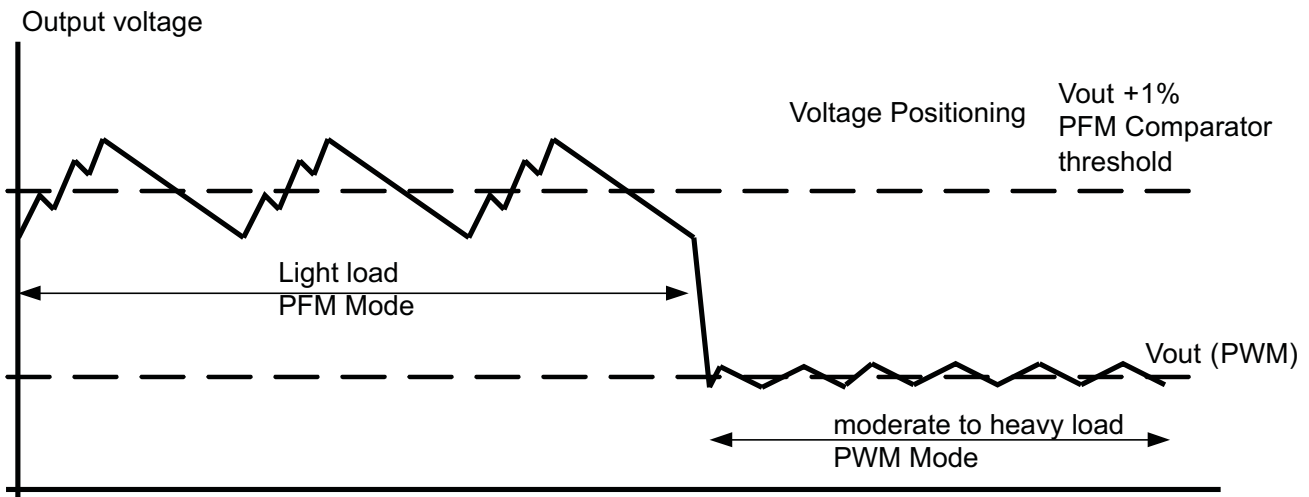 Output voltage
Voltage Positioning
Vout +1%
PFM Comparator
threshold
Light load
PFM Mode
Vout (PWM)
moderate to heavy load
PWM Mode